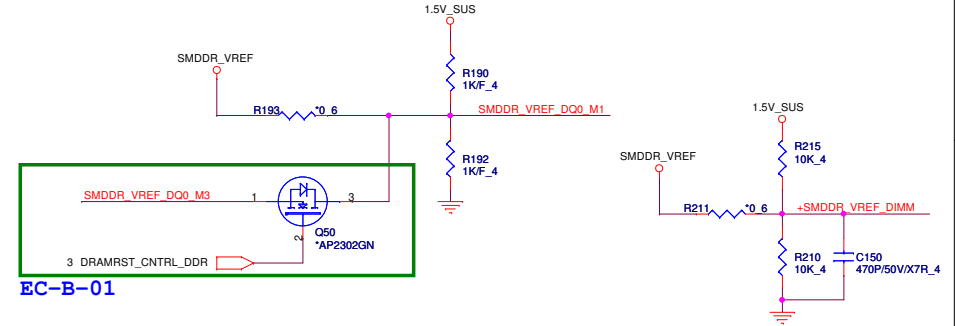 1.5V_SUS
SMDDR_VREF
R190
1K/F_4
R193
*0_6
SMDDR_VREF_DQ0_M1
R192
1K/F_4
SMDDR_VREF_DQ0_M3
1
3
Q50
*AP2302GN
2
3 DRAMRST_CNTRL_DDR
EC-B-01
1.5V_SUS
R215
10K_4
SMDDR_VREF
R211
*0_6
+SMDDR_VREF_DIMM
R210
10K_4
C150
470P/50V/X7R_4